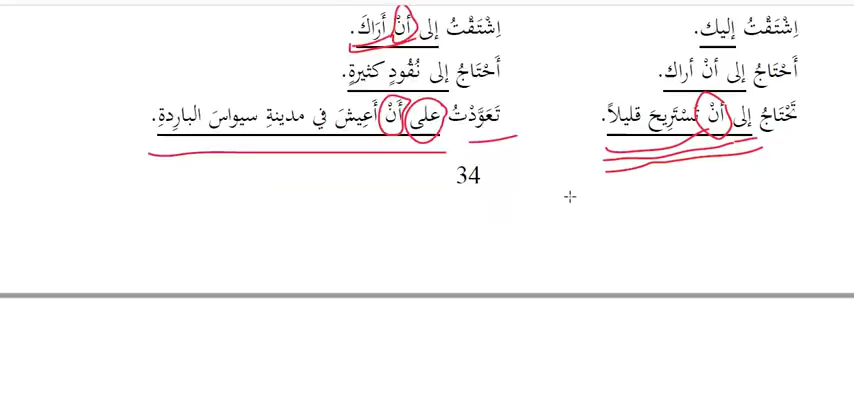 اِشْتَقْتُ إليك. اِشْتَقْتُ إلى أنْ أَرَاكَ.
أَحْتَاجُ إلى أنْ أراك. أَحْتَاجُ إلى نُقُودٍ كثيرةٍ.
تَحْتَاجُ إلى أنْ تسْتَرِيحَ قليلاً. تَعَوَّدْتُ على أَنْ أَعِيشَ في مدينةِ سيواسَ البارِدةِ.
34